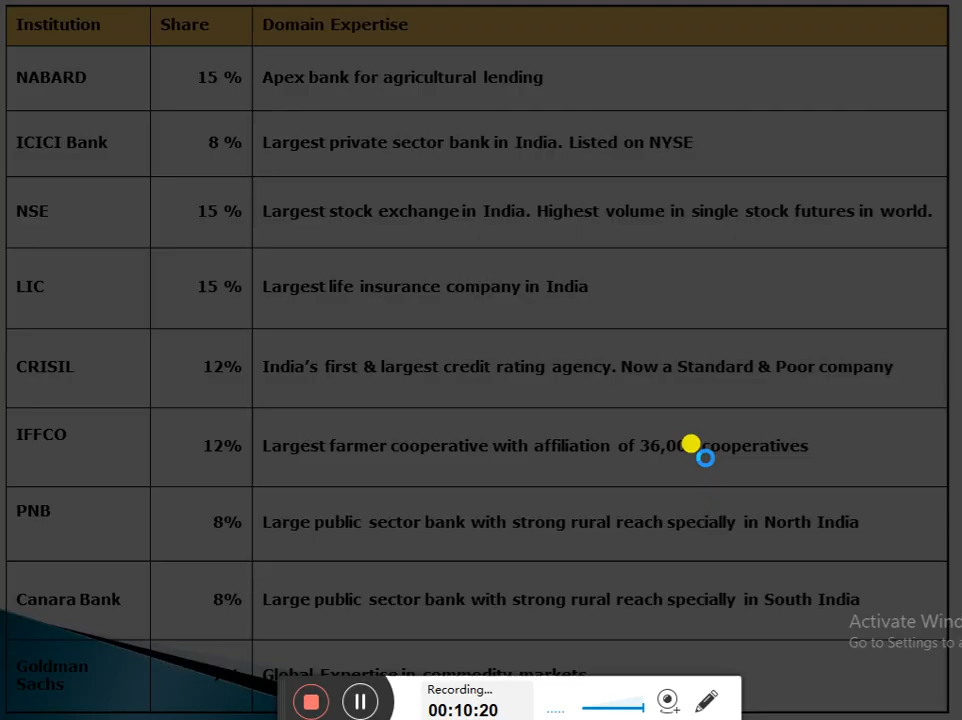 Institution Share Domain Expertise
NABARD 15 % Apex bank for agricultural lending
ICICI Bank 8 % Largest private sector bank in India. Listed on NYSE
NSE 15 % Largest stock exchange in India. Highest volume in single stock futures in world.
LIC 15 % Largest life insurance company in India
CRISIL 12% India's first & largest credit rating agency. Now a Standard & Poor company
IFFCO 12% Largest farmer cooperative with affiliation of cooperatives
PNB 8% Large public sector bank with strong rural reach specially in North India
Canara Bank 8% Large public sector bank with strong rural reach specially in South India
Goldman Sachs Global Expertise in commodity markets
Activate
Go to Settings to
Recording...
00:10:20